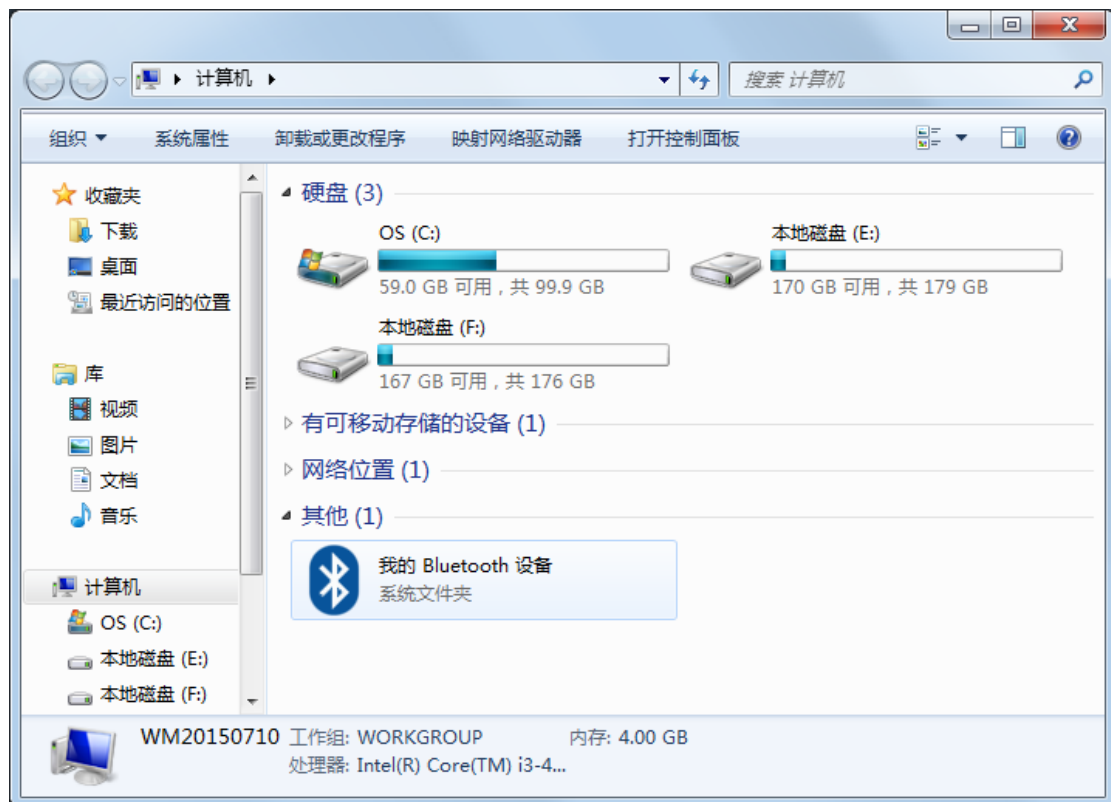 计算机
搜索 计算机
组织 系统属性 卸载或更改程序 映射网络驱动器 打开控制面板
收藏夹
下载
桌面
最近访问的位置
库
视频
图片
文档
音乐
计算机
OS (C:)
本地磁盘 (E:)
本地磁盘 (F:)
硬盘 (3)
OS (C:)
59.0 GB 可用，共 99.9 GB
本地磁盘 (E:)
170 GB 可用，共 179 GB
本地磁盘 (F:)
167 GB 可用，共 176 GB
有可移动存储的设备 (1)
网络位置 (1)
其他 (1)
我的 Bluetooth 设备
系统文件夹
WM20150710 工作组: WORKGROUP 内存: 4.00 GB
处理器: Intel(R) Core(TM) i3-4...